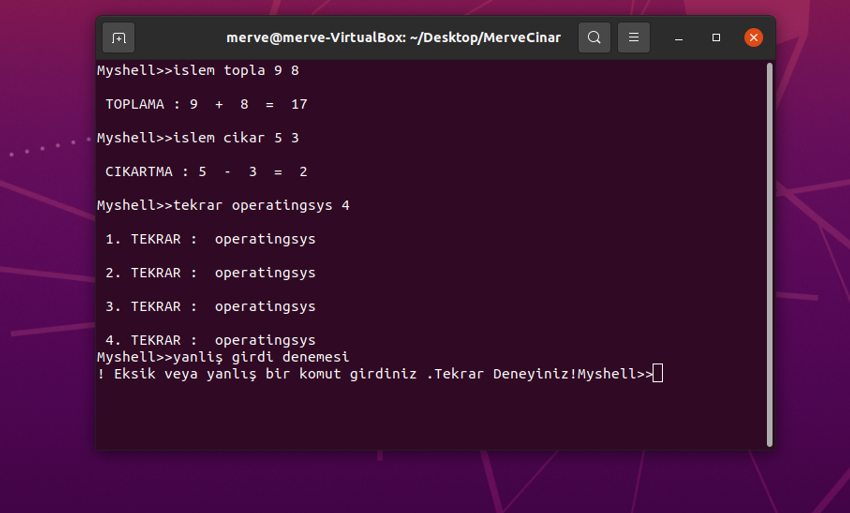 merve@merve-VirtualBox: ~/Desktop/MerveCinar
Myshell>>islem topla 9 8
TOPLAMA : 9  +  8  =  17
Myshell>>islem cikar 5 3
CIKARTMA : 5  -  3  =  2
Myshell>>tekrar operatingsys 4
1. TEKRAR :  operatingsys
2. TEKRAR :  operatingsys
3. TEKRAR :  operatingsys
4. TEKRAR :  operatingsys
Myshell>>yanliş girdi denemesi
! Eksik veya yanlış bir komut girdiniz .Tekrar Deneyiniz!Myshell>>